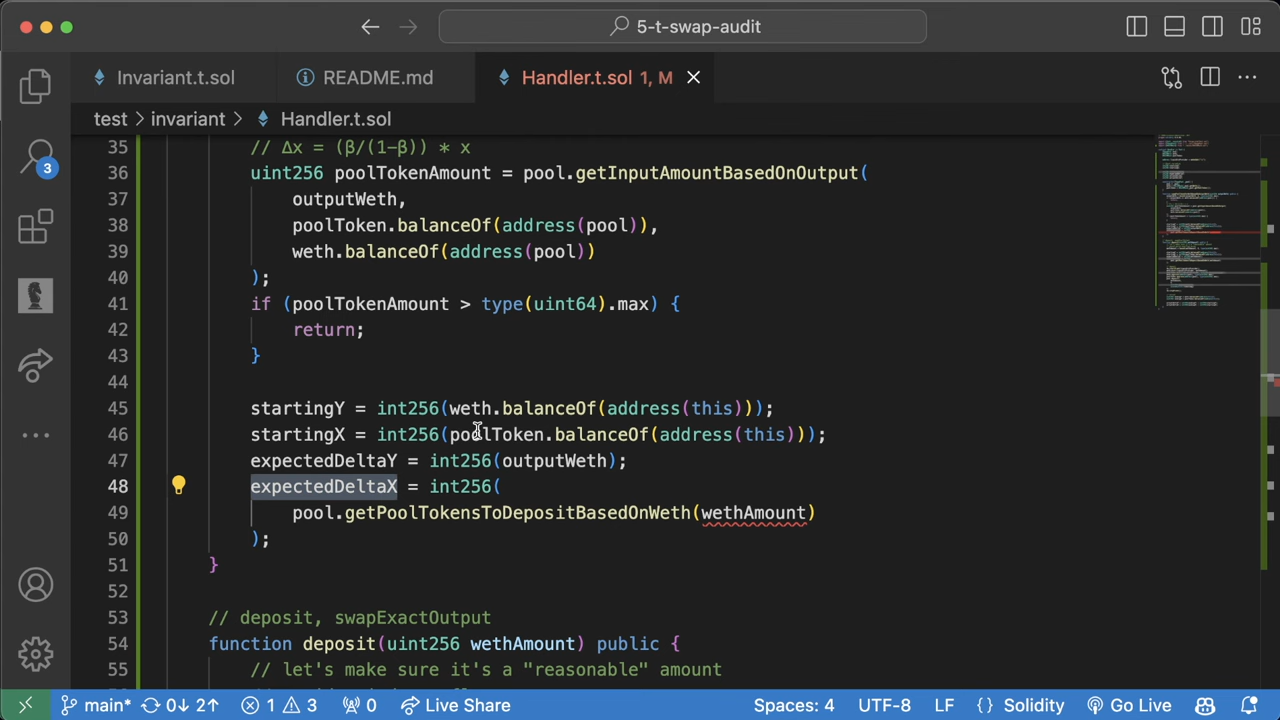 5-t-swap-audit
Invariant.t.sol
README.md
Handler.t.sol 1, M
test > invariant > Handler.t.sol
3
35 // Δx = (β/(1-β)) * x
36 uint256 poolTokenAmount = pool.getInputAmountBasedOnOutput(
37 outputWeth,
38 poolToken.balanceOf(address(pool)),
39 weth.balanceOf(address(pool))
40 );
41 if (poolTokenAmount > type(uint64).max) {
42 return;
43 }
44
45 startingY = int256(weth.balanceOf(address(this)));
46 startingX = int256(poolToken.balanceOf(address(this)));
47 expectedDeltaY = int256(outputWeth);
48 expectedDeltaX = int256(
49 pool.getPoolTokensToDepositBasedOnWeth(wethAmount)
50 );
51 }
52
53 // deposit, swapExactOutput
54 function deposit(uint256 wethAmount) public {
55 // let's make sure it's a "reasonable" amount
main* 0↓ 2↑ 1 3 0 Live Share Spaces: 4 UTF-8 LF {} Solidity Go Live